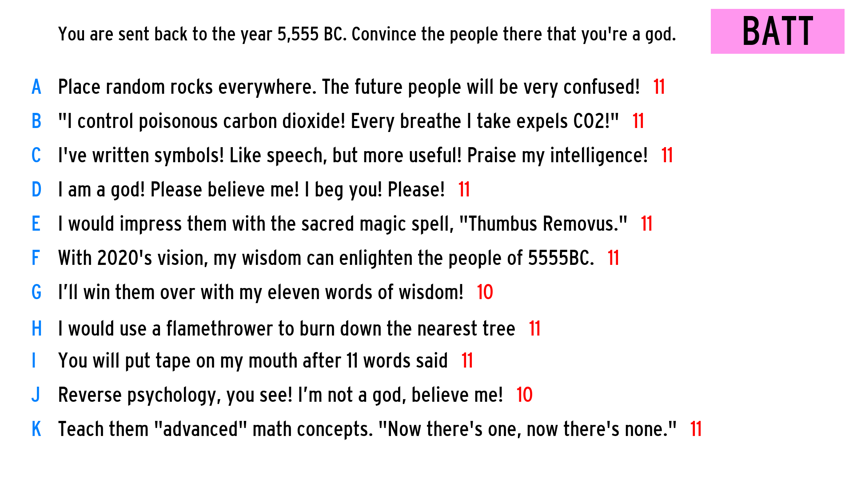 You are sent back to the year 5,555 BC. Convince the people there that you're a god.
BATT
A Place random rocks everywhere. The future people will be very confused! 11
B "I control poisonous carbon dioxide! Every breathe I take expels CO2!" 11
C I've written symbols! Like speech, but more useful! Praise my intelligence! 11
D I am a god! Please believe me! I beg you! Please! 11
E I would impress them with the sacred magic spell, "Thumbus Removus." 11
F With 2020's vision, my wisdom can enlighten the people of 5555BC. 11
G I’ll win them over with my eleven words of wisdom! 10
H I would use a flamethrower to burn down the nearest tree 11
I You will put tape on my mouth after 11 words said 11
J Reverse psychology, you see! I’m not a god, believe me! 10
K Teach them "advanced" math concepts. "Now there's one, now there's none." 11